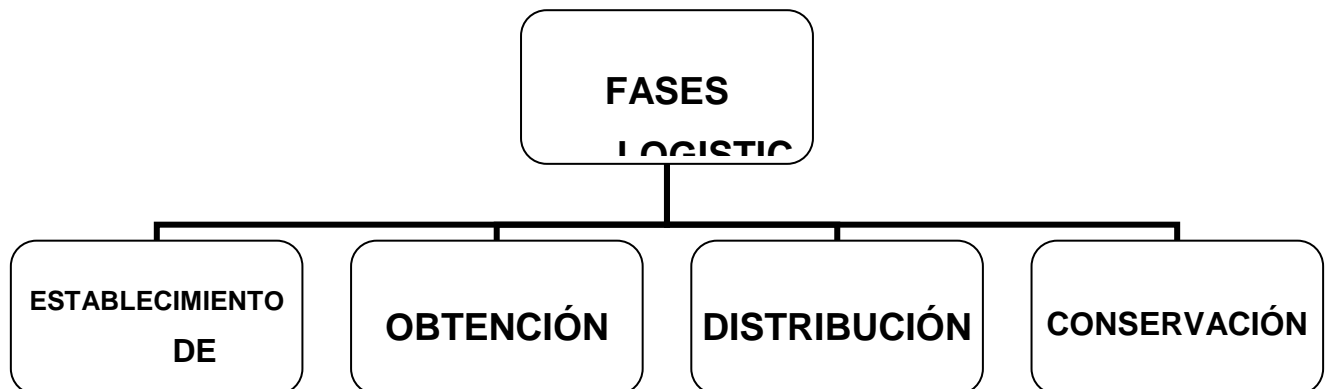 FASES
LOGISTIC
ESTABLECIMIENTO
DE
OBTENCIÓN
DISTRIBUCIÓN
CONSERVACIÓN